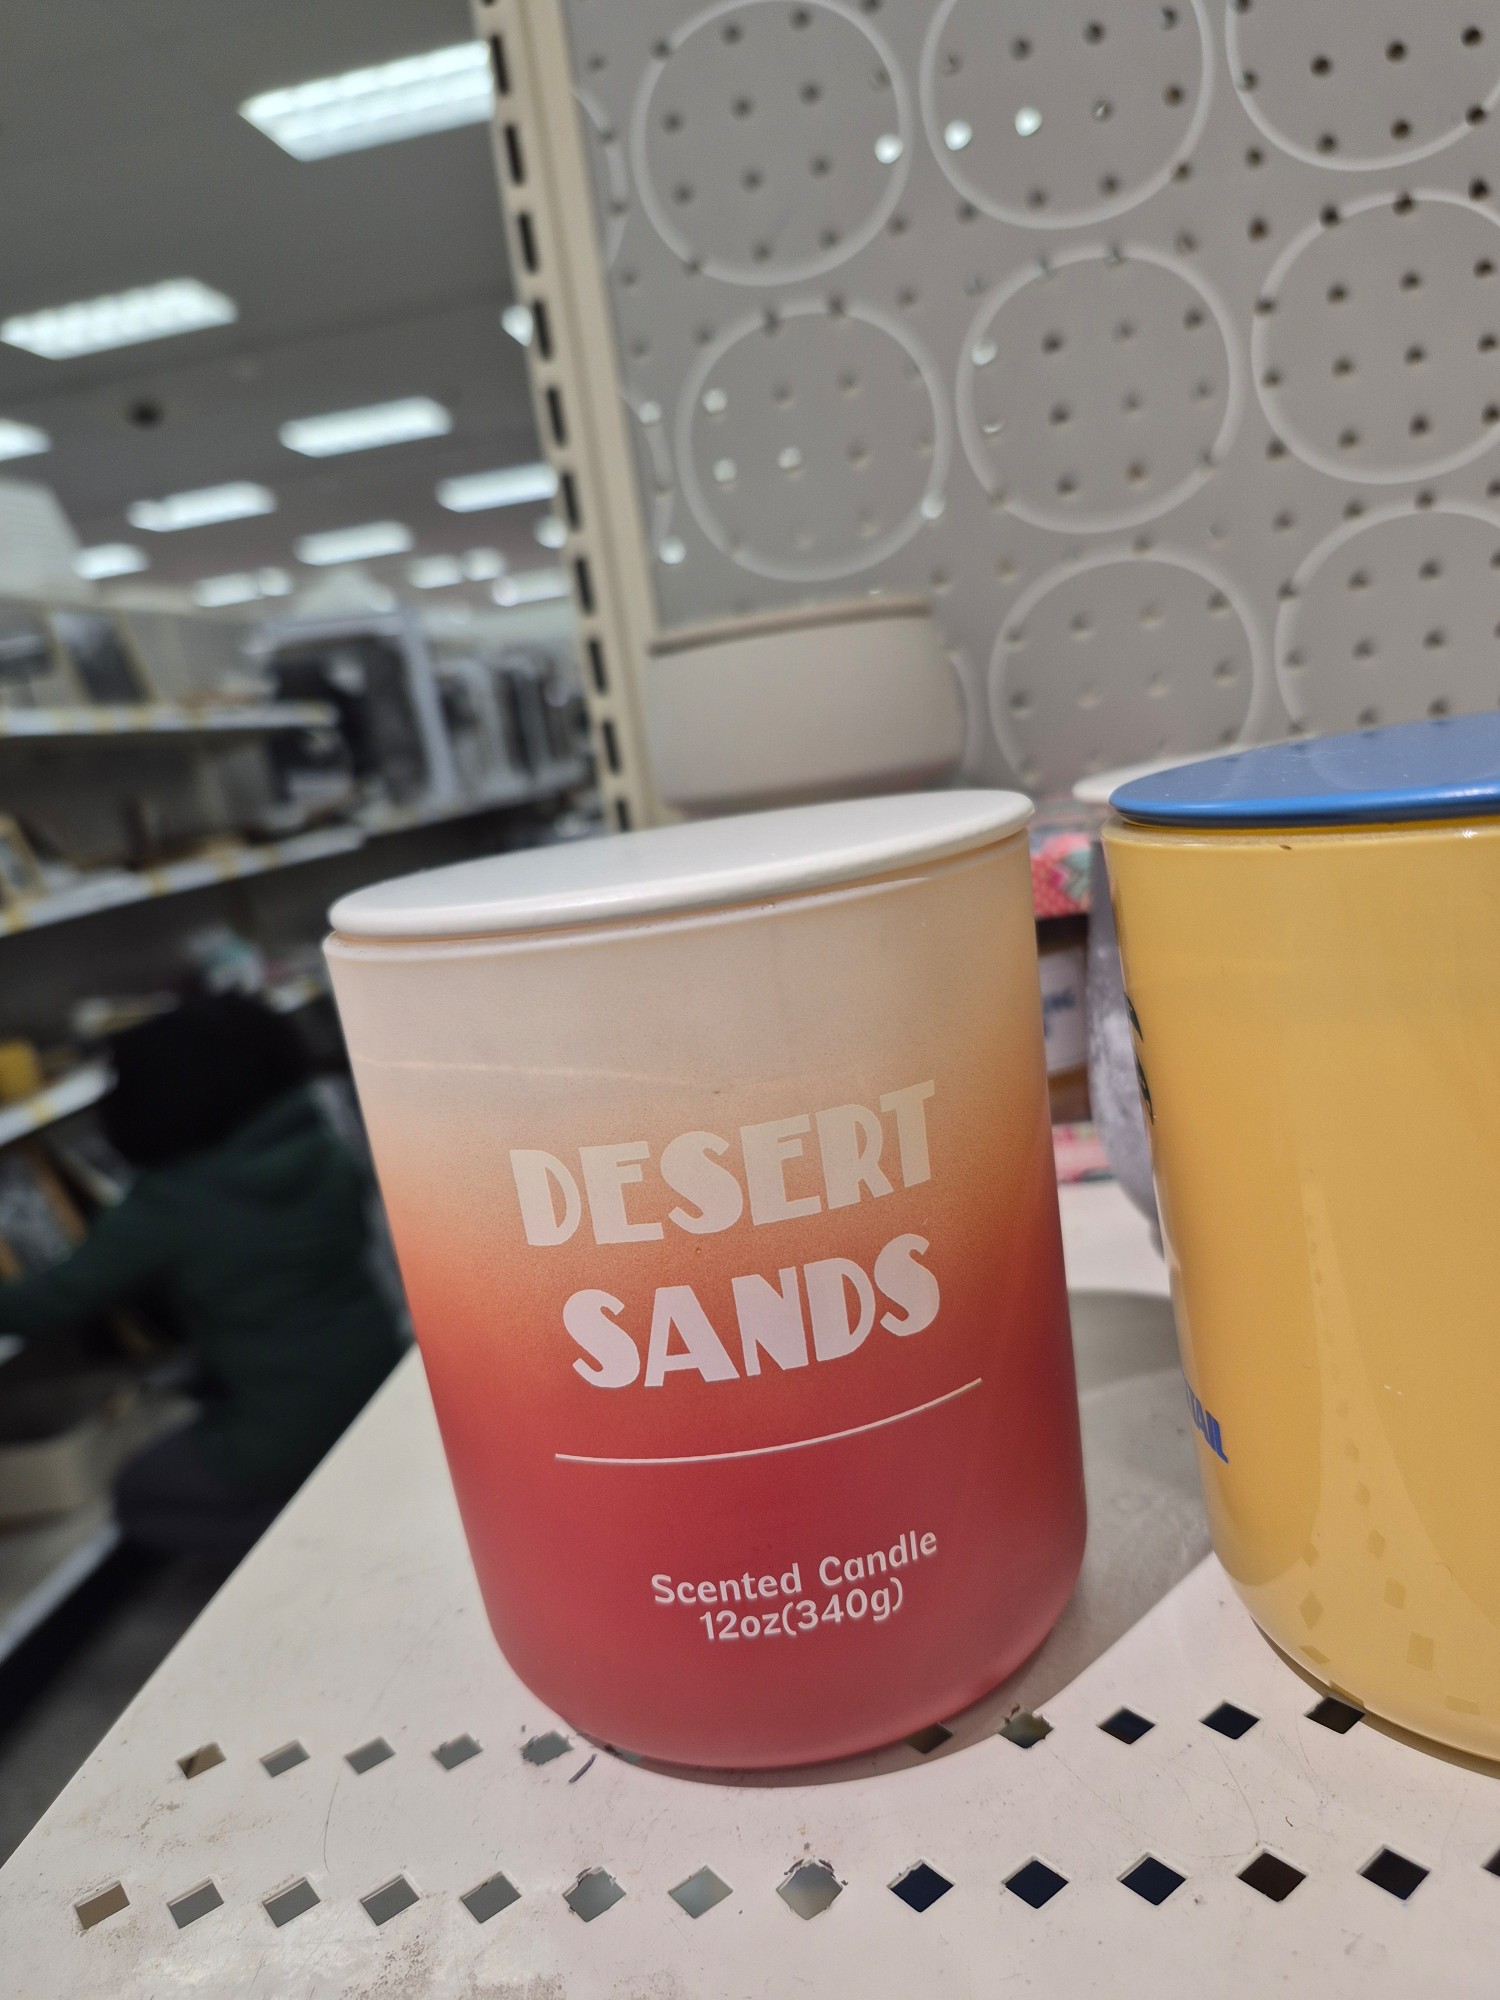 DESERT
SANDS
Scented Candle
12oz(340g)